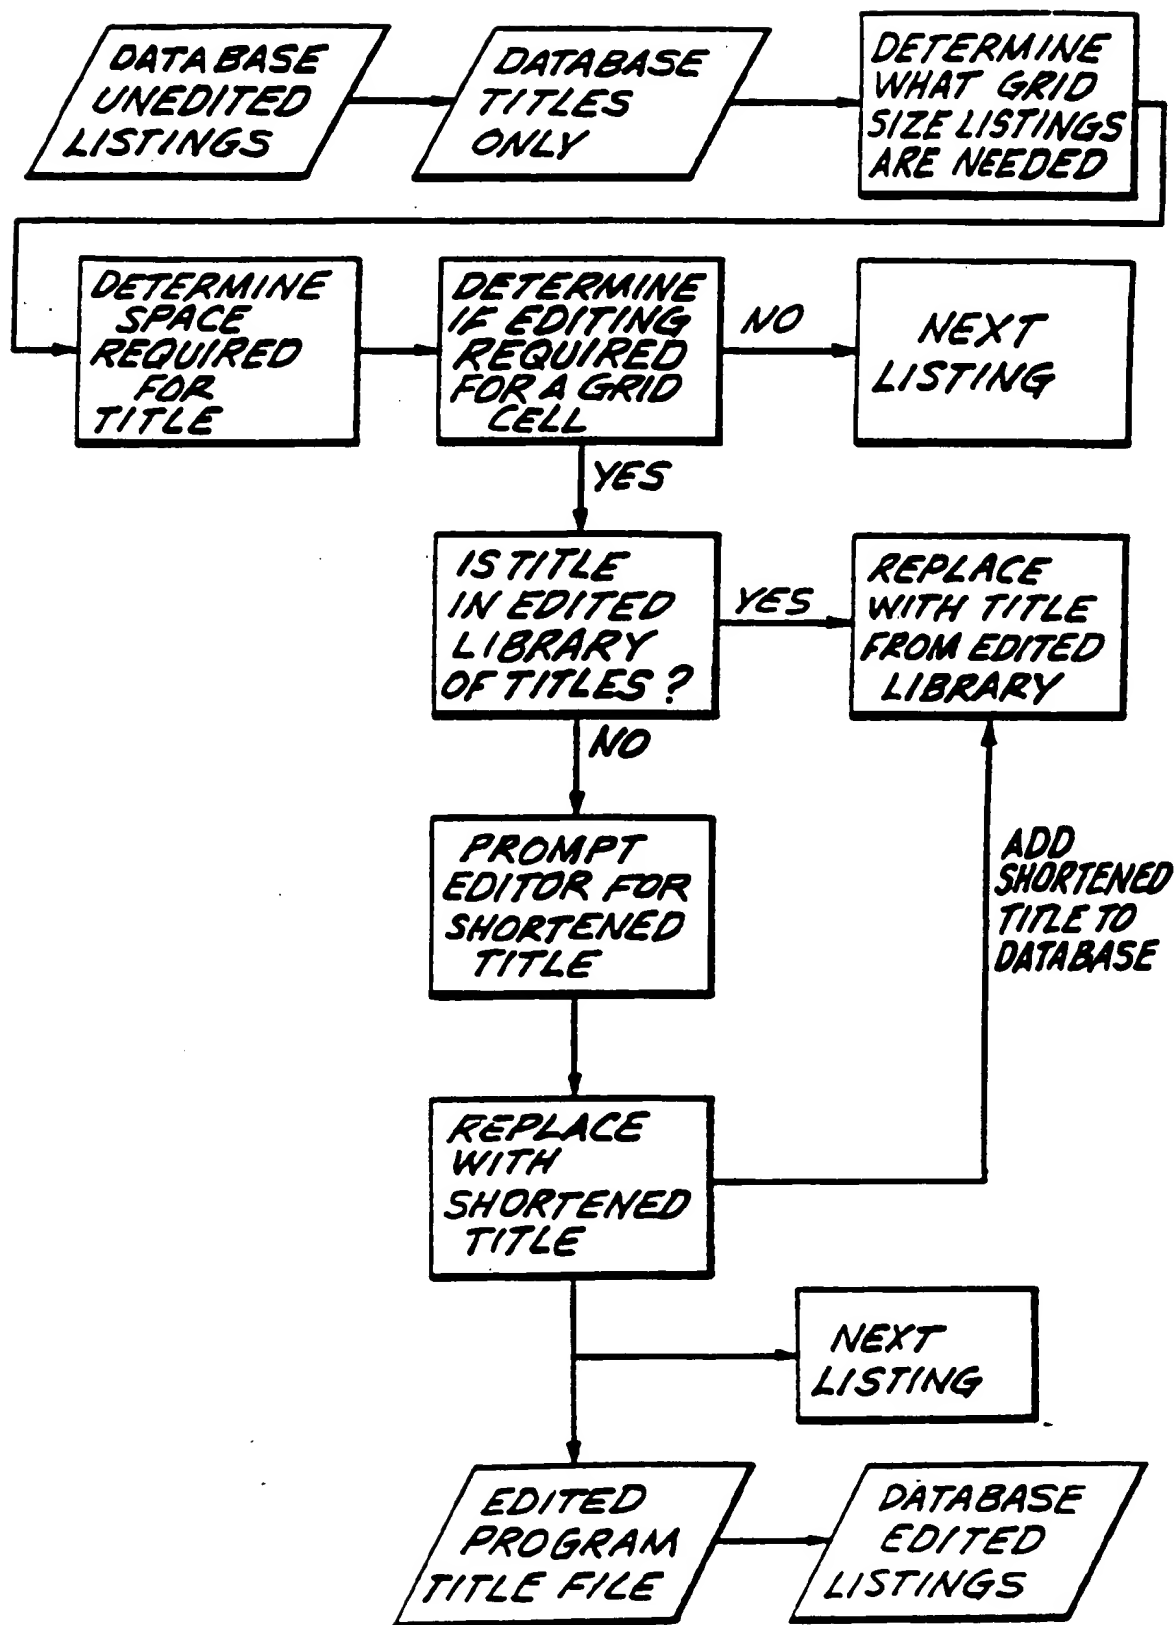 DATABASE
UNEDITED
LISTINGS
DATABASE
TITLES
ONLY
DETERMINE
WHAT GRID
SIZE LISTINGS
ARE NEEDED
DETERMINE
SPACE
REQUIRED
FOR
TITLE
DETERMINE
IF EDITING
REQUIRED
FOR A GRID
CELL
NO
NEXT
LISTING
YES
IS TITLE
IN EDITED
LIBRARY
OF TITLES?
YES
REPLACE
WITH TITLE
FROM EDITED
LIBRARY
NO
PROMPT
EDITOR FOR
SHORTENED
TITLE
ADD
SHORTENED
TITLE TO
DATABASE
REPLACE
WITH
SHORTENED
TITLE
NEXT
LISTING
EDITED
PROGRAM
TITLE FILE
DATABASE
EDITED
LISTINGS